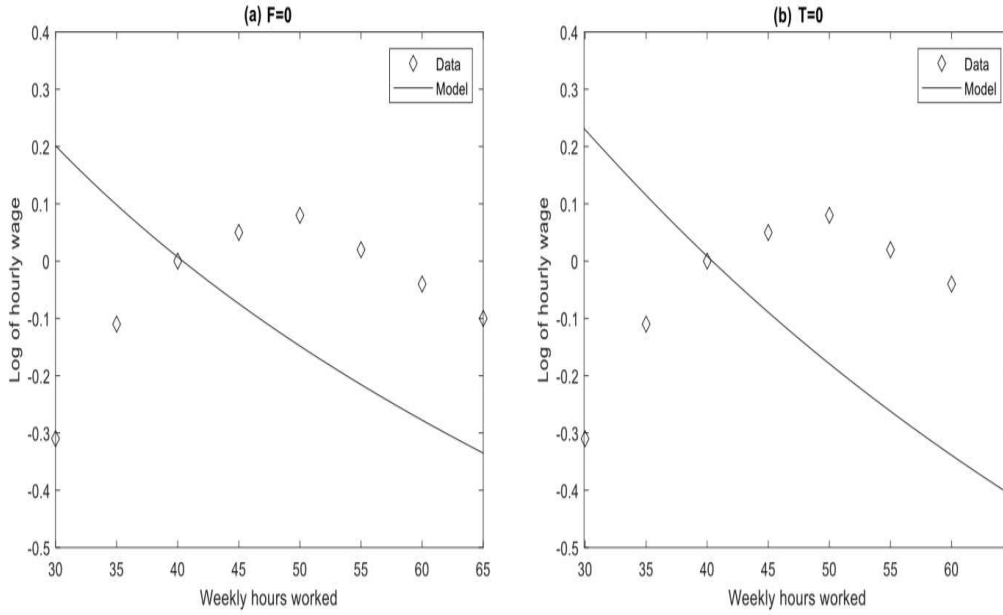 (a) F=0
0.4
0.3
0.2
0.1
0
-0.1
-0.2
-0.3
-0.4
-0.5
30 35 40 45 50 55 60 65
Log of hourly wage
Weekly hours worked
Data
Model
(b) T=0
0.4
0.3
0.2
0.1
0
-0.1
-0.2
-0.3
-0.4
-0.5
30 35 40 45 50 55 60
Log of hourly wage
Weekly hours worked
Data
Model